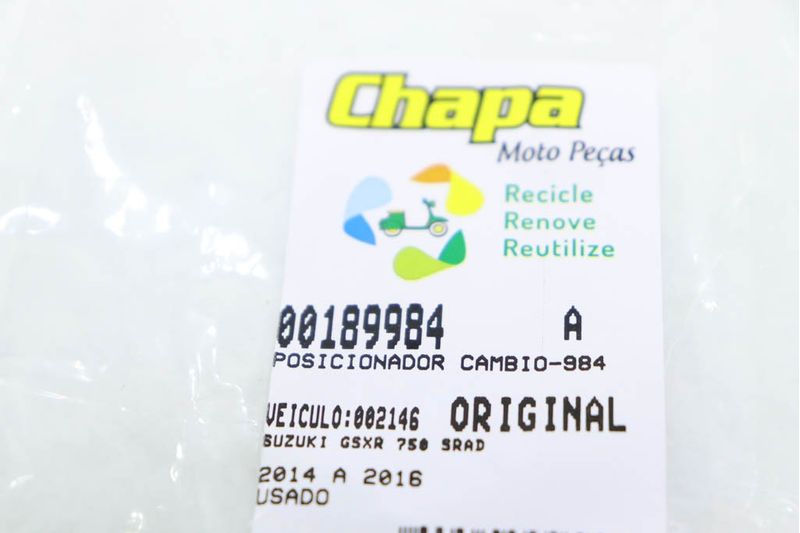 Chapa
Moto Peças
Recicle
Renove
Reutilize
00189984 A
POSICIONADOR CAMBIO-984
VEICULO:002146 ORIGINAL
SUZUKI GSXR 750 SRAD
2014 A 2016
USADO